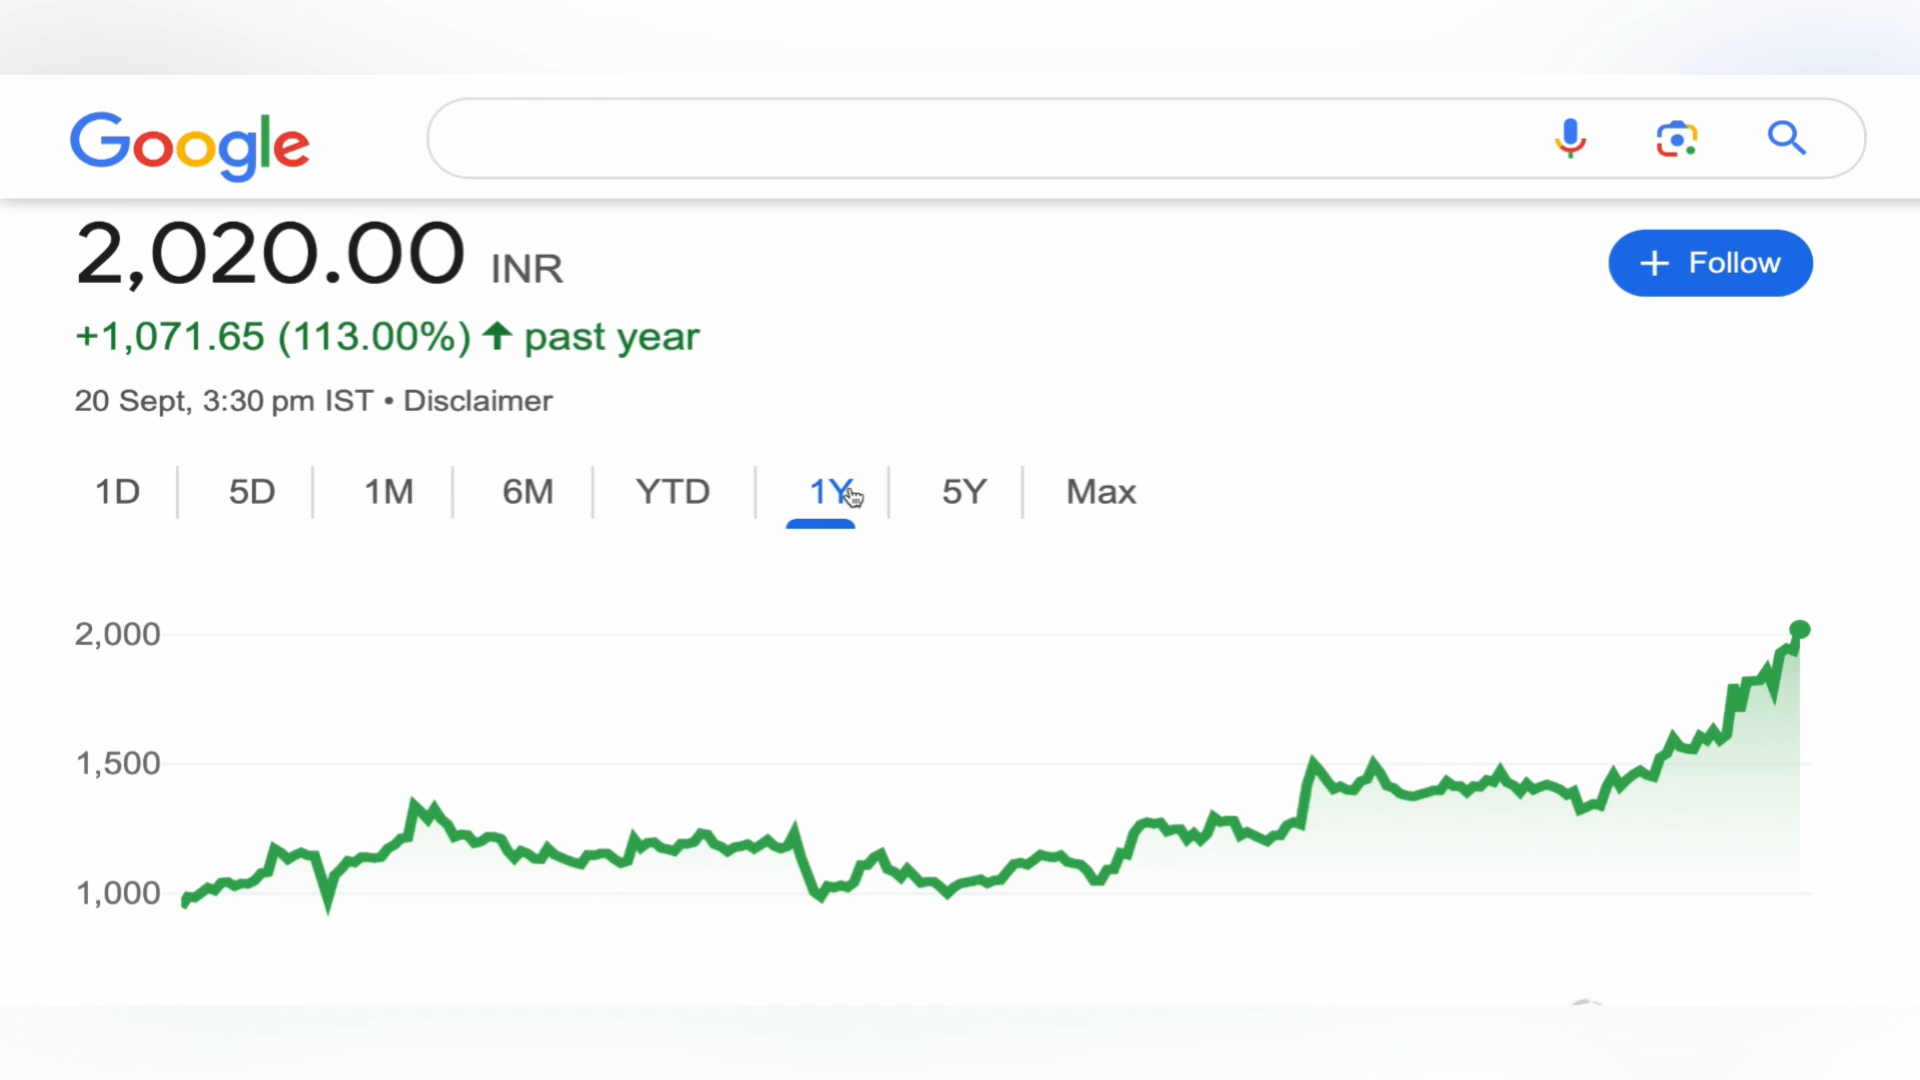 Google
2,020.00 INR
+ Follow
+1,071.65 (113.00%) ↑ past year
20 Sept, 3:30 pm IST • Disclaimer
1D 5D 1M 6M YTD 1Y 5Y Max
2,000
1,500
1,000